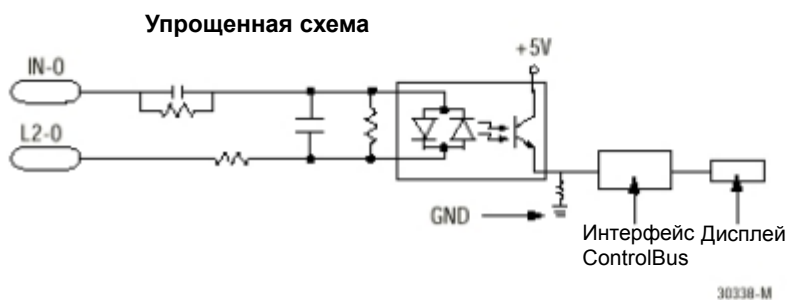 Упрощенная схема
+5V
IN-0
L2-0
GND
Интерфейс
ControlBus
Дисплей
30338-M